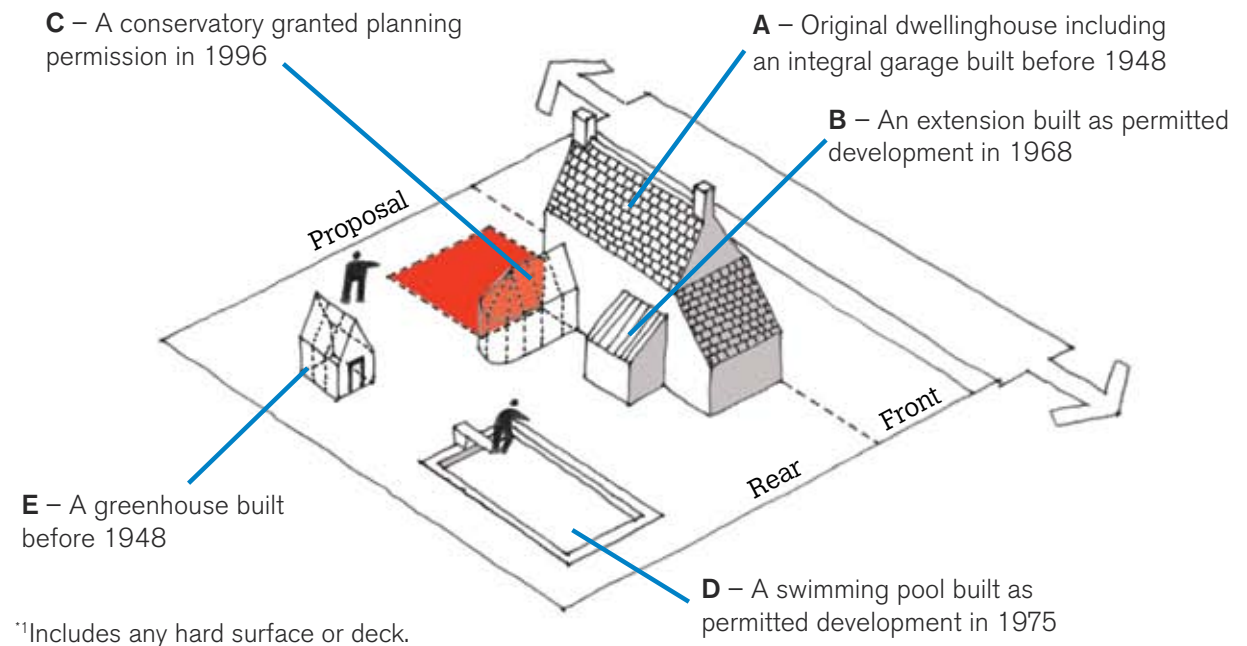 C – A conservatory granted planning
permission in 1996
A – Original dwellinghouse including
an integral garage built before 1948
B – An extension built as permitted
development in 1968
Proposal
Front
Rear
E – A greenhouse built
before 1948
D – A swimming pool built as
permitted development in 1975
*1Includes any hard surface or deck.